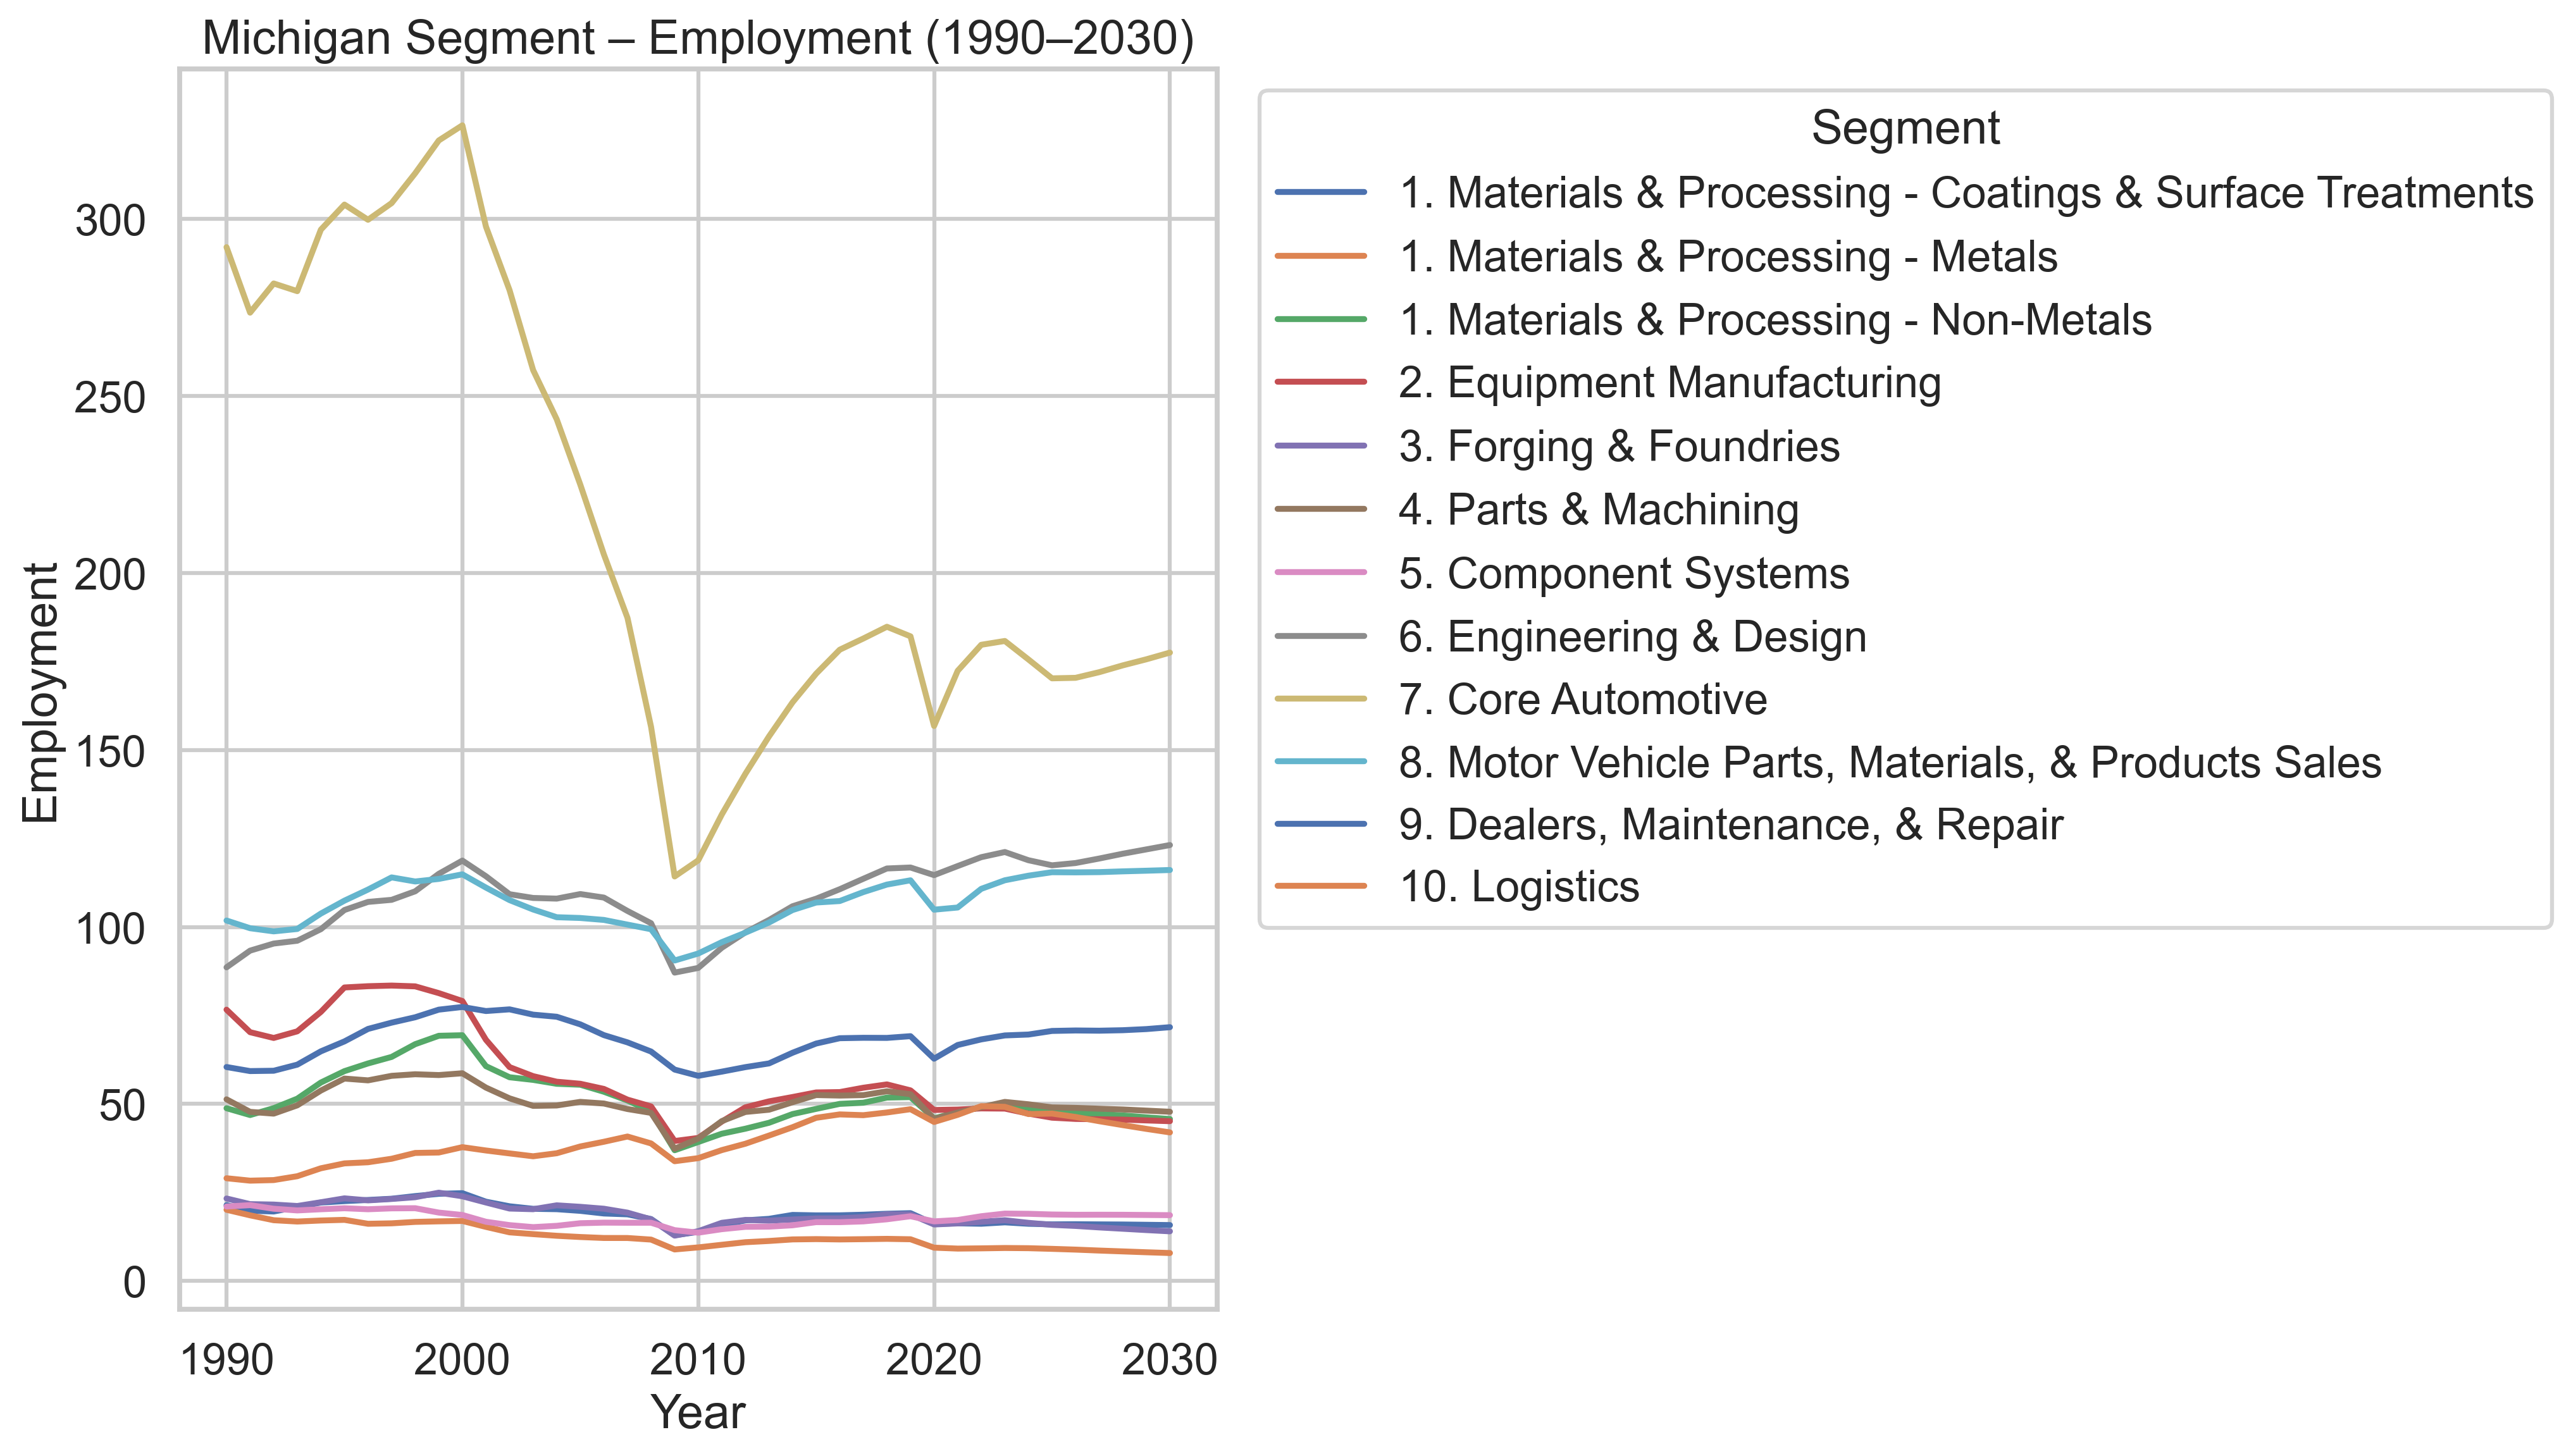 Michigan Segment – Employment (1990–2030)
Employment
300
250
200
150
100
50
0
1990
2000
2010
2020
2030
Year
Segment
1. Materials & Processing - Coatings & Surface Treatments
1. Materials & Processing - Metals
1. Materials & Processing - Non-Metals
2. Equipment Manufacturing
3. Forging & Foundries
4. Parts & Machining
5. Component Systems
6. Engineering & Design
7. Core Automotive
8. Motor Vehicle Parts, Materials, & Products Sales
9. Dealers, Maintenance, & Repair
10. Logistics